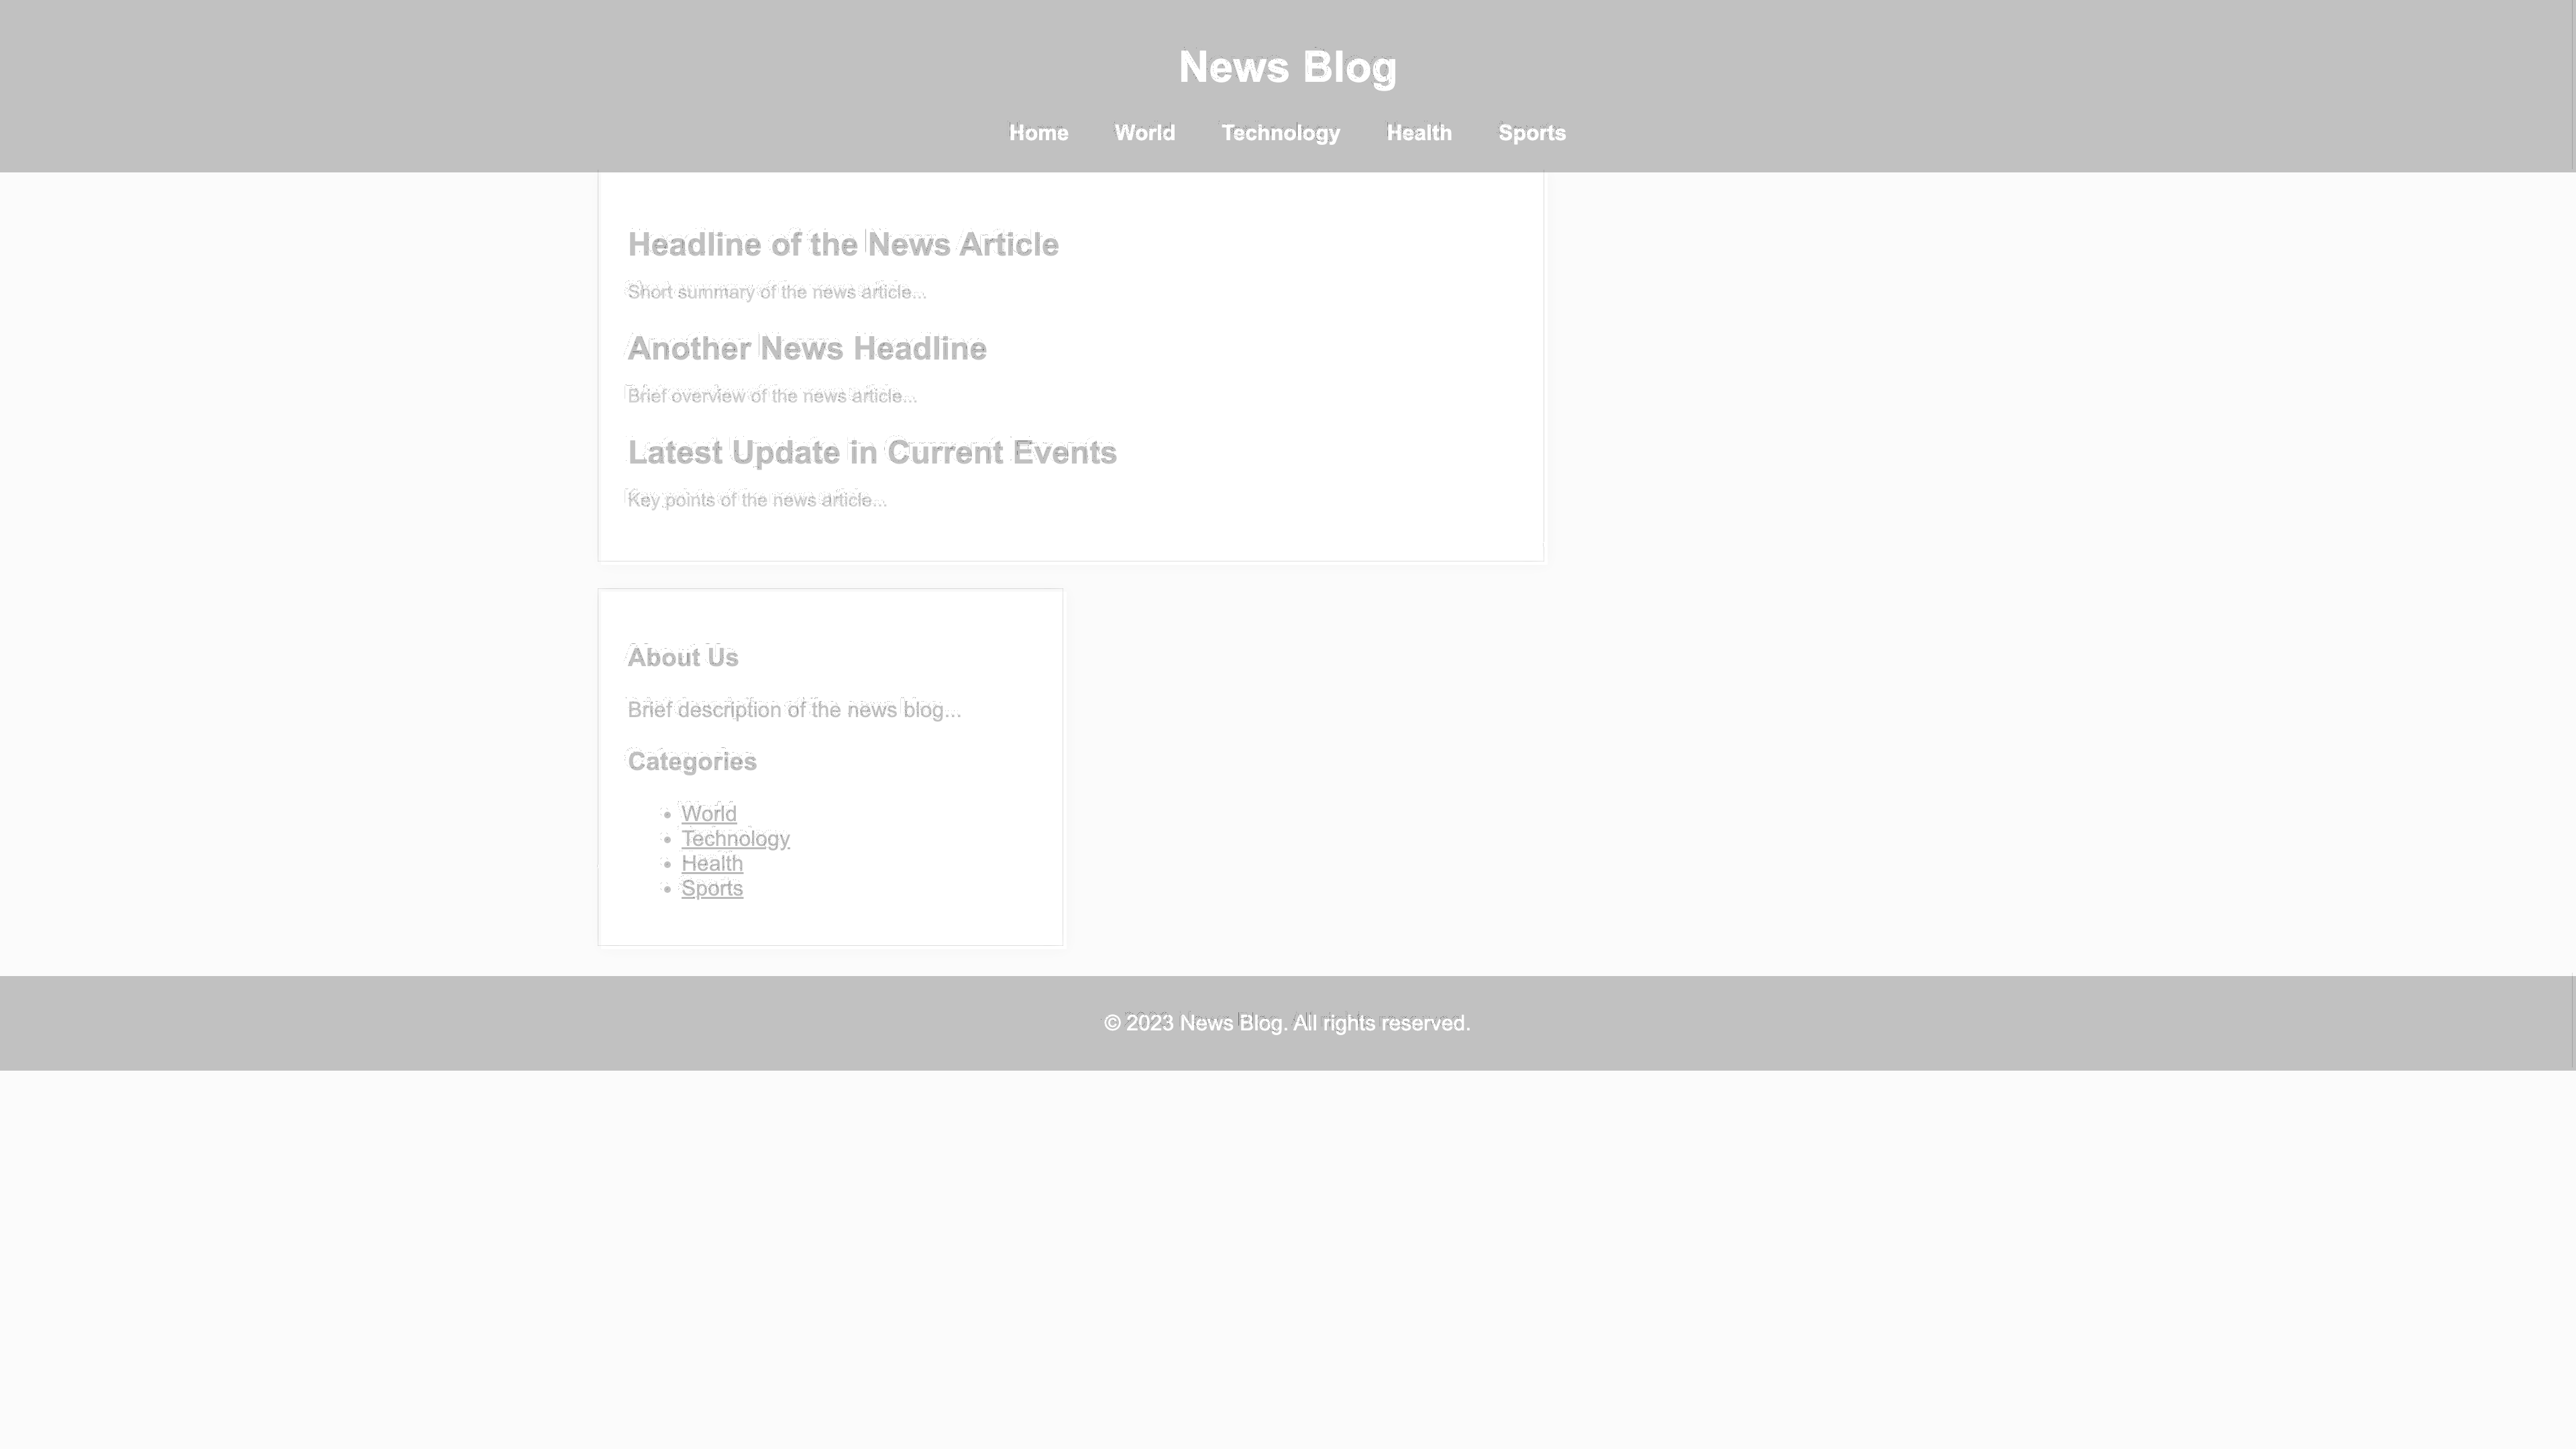 News Blog
Home World Technology Health Sports
Headline of the News Article
Short summary of the news article...
Another News Headline
Brief overview of the news article...
Latest Update in Current Events
Key points of the news article...
About Us
Brief description of the news blog...
Categories
• World
• Technology
• Health
• Sports
© 2023 News Blog. All rights reserved.